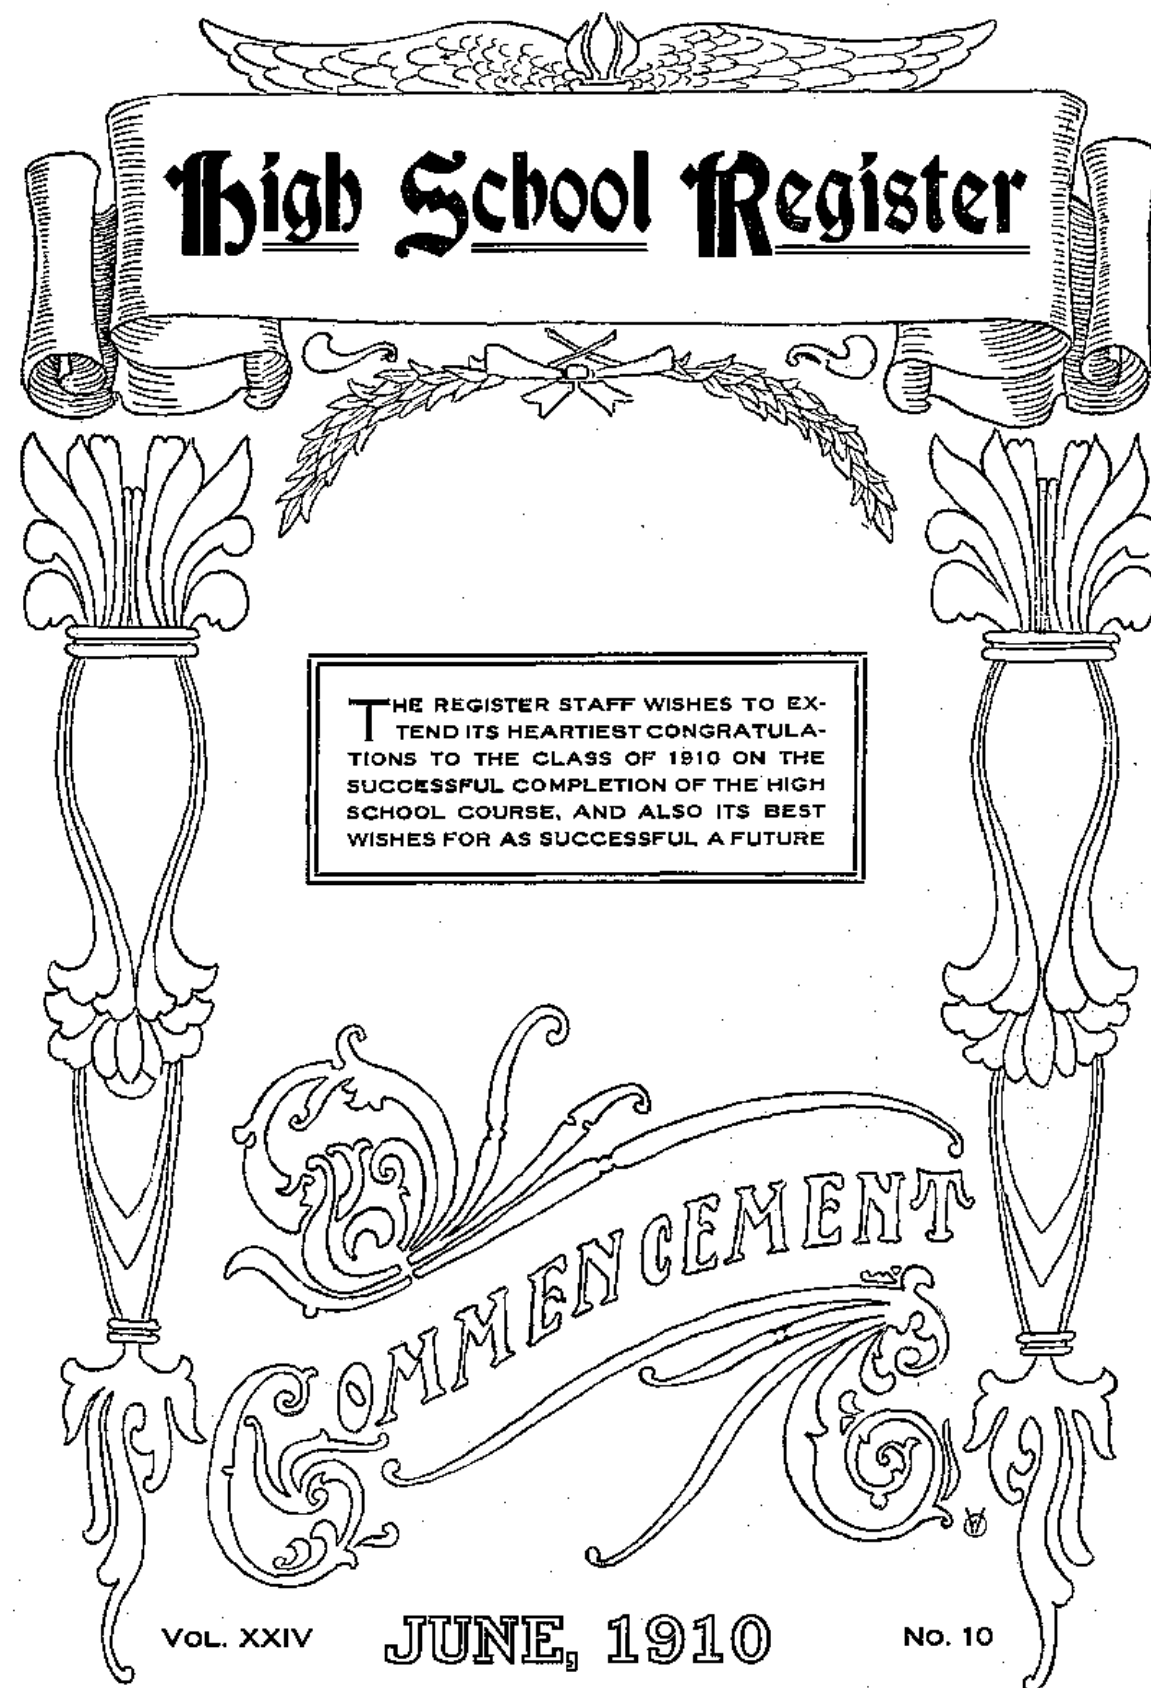 High School Register
THE REGISTER STAFF WISHES TO EX-
TEND ITS HEARTIEST CONGRATULA-
TIONS TO THE CLASS OF 1910 ON THE
SUCCESSFUL COMPLETION OF THE HIGH
SCHOOL COURSE, AND ALSO ITS BEST
WISHES FOR AS SUCCESSFUL A FUTURE
COMMENCEMENT
VOL. XXIV JUNE, 1910 NO. 10